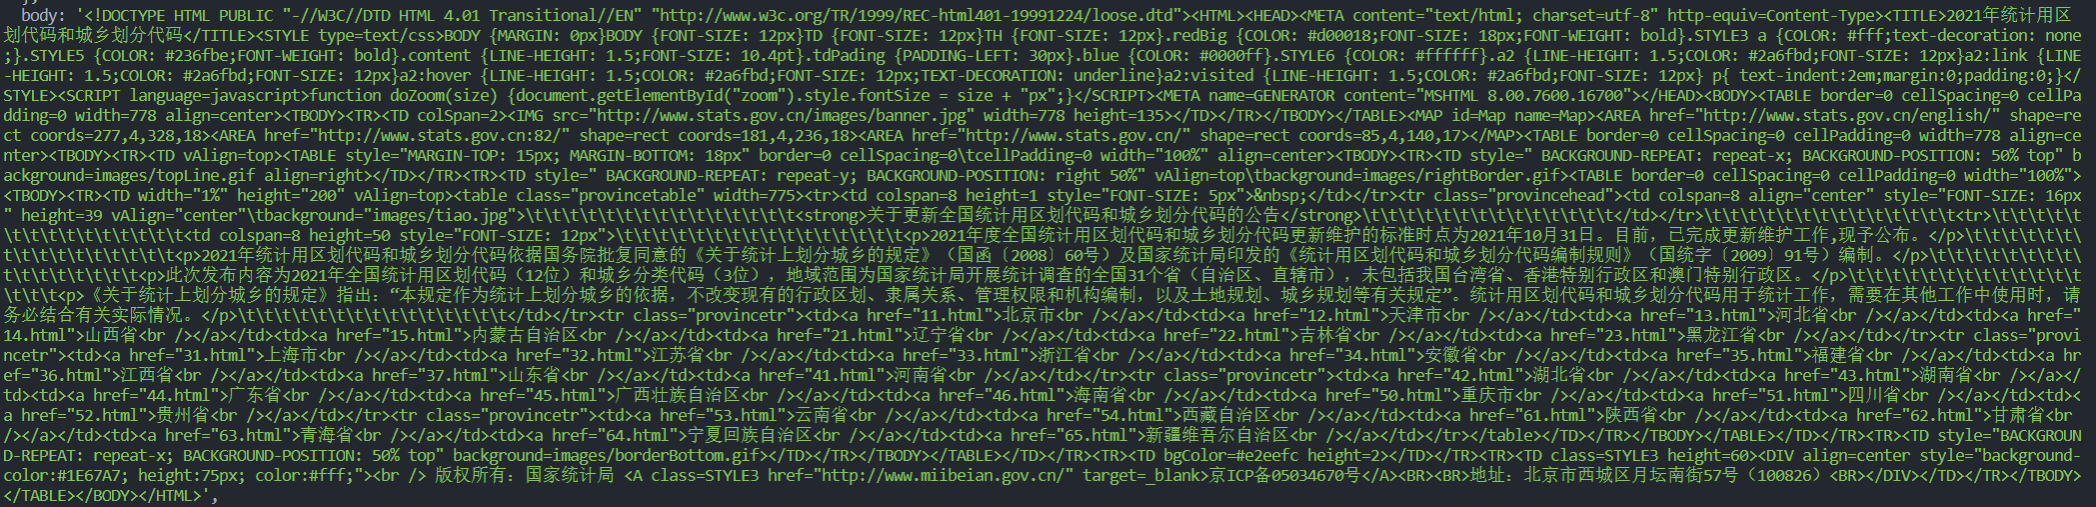 body: '<!DOCTYPE HTML PUBLIC "-//W3C//DTD HTML 4.01 Transitional//EN" "http://www.w3c.org/TR/1999/REC-html401-19991224/loose.dtd"><HTML><HEAD><META content="text/html; charset=utf-8" http-equiv=Content-Type><TITLE>2021年统计用区
划代码和城乡划分代码</TITLE><STYLE type=text/css>BODY {MARGIN: 0px}BODY {FONT-SIZE: 12px}TD {FONT-SIZE: 12px}TH {FONT-SIZE: 12px}.redBig {COLOR: #d00018;FONT-SIZE: 18px;FONT-WEIGHT: bold}.STYLE3 a {COLOR: #fff;text-decoration: none
;}.STYLE5 {COLOR: #236fbe;FONT-WEIGHT: bold}.content {LINE-HEIGHT: 1.5;FONT-SIZE: 10.4pt}.tdPading {PADDING-LEFT: 30px}.blue {COLOR: #0000ff}.STYLE6 {COLOR: #ffffff}.a2 {LINE-HEIGHT: 1.5;COLOR: #2a6fbd;FONT-SIZE: 12px}a2:link {LINE
-HEIGHT: 1.5;COLOR: #2a6fbd;FONT-SIZE: 12px}a2:hover {LINE-HEIGHT: 1.5;COLOR: #2a6fbd;FONT-SIZE: 12px;TEXT-DECORATION: underline}a2:visited {LINE-HEIGHT: 1.5;COLOR: #2a6fbd;FONT-SIZE: 12px} p{ text-indent:2em;margin:0;padding:0;}</
STYLE><SCRIPT language=javascript>function doZoom(size) {document.getElementById("zoom").style.fontSize = size + "px";}</SCRIPT><META name=GENERATOR content="MSHTML 8.00.7600.16700"></HEAD><BODY><TABLE border=0 cellSpacing=0 cellPa
dding=0 width=778 align=center><TBODY><TR><TD colSpan=2><IMG src="http://www.stats.gov.cn/images/banner.jpg" width=778 height=135></TD></TR></TBODY></TABLE><MAP id=Map name=Map><AREA href="http://www.stats.gov.cn/english/" shape=re
ct coords=277,4,328,18><AREA href="http://www.stats.gov.cn:82/" shape=rect coords=181,4,236,18><AREA href="http://www.stats.gov.cn/" shape=rect coords=85,4,140,17></MAP><TABLE border=0 cellSpacing=0 cellPadding=0 width=778 align=ce
nter><TBODY><TR><TD vAlign=top><TABLE style="MARGIN-TOP: 15px; MARGIN-BOTTOM: 18px" border=0 cellSpacing=0\tcellPadding=0 width="100%" align=center><TBODY><TR><TD style=" BACKGROUND-REPEAT: repeat-x; BACKGROUND-POSITION: 50% top" b
ackground=images/topLine.gif align=right></TD></TR><TR><TD style=" BACKGROUND-REPEAT: repeat-y; BACKGROUND-POSITION: right 50%" vAlign=top\tbackground=images/rightBorder.gif><TABLE border=0 cellSpacing=0 cellPadding=0 width="100%">
<TBODY><TR><TD width="1%" height="200" vAlign=top><table class="provincetable" width=775><tr><td colspan=8 height=1 style="FONT-SIZE: 5px">&nbsp;</td></tr><tr class="provincehead"><td colspan=8 align="center" style="FONT-SIZE: 16px
" height=39 vAlign="center"\tbackground="images/tiao.jpg">\t\t\t\t\t\t\t\t\t\t\t\t\t\t\t\t<strong>关于更新全国统计用区划代码和城乡划分代码的公告</strong>\t\t\t\t\t\t\t\t\t\t\t\t\t\t\t</td></tr>\t\t\t\t\t\t\t\t\t\t\t\t\t\t\t<tr>\t\t\t\t\t\t\t
\t\t\t\t\t\t\t\t\t\t\t<td colspan=8 height=50 style="FONT-SIZE: 12px">\t\t\t\t\t\t\t\t\t\t\t\t\t\t\t\t\t<p>2021年度全国统计用区划代码和城乡划分代码更新维护的标准时点为2021年10月31日。目前，已完成更新维护工作,现予公布。</p>\t\t\t\t\t\t\t
\t\t\t\t\t\t\t\t\t\t<p>2021年统计用区划代码和城乡划分代码依据国务院批复同意的《关于统计上划分城乡的规定》（国函〔2008〕60号）及国家统计局印发的《统计用区划代码和城乡划分代码编制规则》（国统字〔2009〕91号）编制。</p>\t\t\t\t\t\t\t\t\t
\t\t\t\t\t\t\t\t<p>此次发布内容为2021年全国统计用区划代码（12位）和城乡分类代码（3位），地域范围为国家统计局开展统计调查的全国31个省（自治区、直辖市），未包括我国台湾省、香港特别行政区和澳门特别行政区。</p>\t\t\t\t\t\t\t\t\t\t\t\t\t\t
\t\t\t<p>《关于统计上划分城乡的规定》指出：“本规定作为统计上划分城乡的依据，不改变现有的行政区划、隶属关系、管理权限和机构编制，以及土地规划、城乡规划等有关规定”。统计用区划代码和城乡划分代码用于统计工作，需要在其他工作中使用时，请
务必结合有关实际情况。</p>\t\t\t\t\t\t\t\t\t\t\t\t\t\t\t\t</td></tr><tr class="provincetr"><td><a href="11.html">北京市<br /></a></td><td><a href="12.html">天津市<br /></a></td><td><a href="13.html">河北省<br /></a></td><td><a href="
14.html">山西省<br /></a></td><td><a href="15.html">内蒙古自治区<br /></a></td><td><a href="21.html">辽宁省<br /></a></td><td><a href="22.html">吉林省<br /></a></td><td><a href="23.html">黑龙江省<br /></a></td></tr><tr class="provi
ncetr"><td><a href="31.html">上海市<br /></a></td><td><a href="32.html">江苏省<br /></a></td><td><a href="33.html">浙江省<br /></a></td><td><a href="34.html">安徽省<br /></a></td><td><a href="35.html">福建省<br /></a></td><td><a hr
ef="36.html">江西省<br /></a></td><td><a href="37.html">山东省<br /></a></td><td><a href="41.html">河南省<br /></a></td></tr><tr class="provincetr"><td><a href="42.html">湖北省<br /></a></td><td><a href="43.html">湖南省<br /></a></
td><td><a href="44.html">广东省<br /></a></td><td><a href="45.html">广西壮族自治区<br /></a></td><td><a href="46.html">海南省<br /></a></td><td><a href="50.html">重庆市<br /></a></td><td><a href="51.html">四川省<br /></a></td><td><
a href="52.html">贵州省<br /></a></td></tr><tr class="provincetr"><td><a href="53.html">云南省<br /></a></td><td><a href="54.html">西藏自治区<br /></a></td><td><a href="61.html">陕西省<br /></a></td><td><a href="62.html">甘肃省<br
/></a></td><td><a href="63.html">青海省<br /></a></td><td><a href="64.html">宁夏回族自治区<br /></a></td><td><a href="65.html">新疆维吾尔自治区<br /></a></td></tr></table></TD></TR></TBODY></TABLE></TD></TR><TR><TD style="BACKGROUN
D-REPEAT: repeat-x; BACKGROUND-POSITION: 50% top" background=images/borderBottom.gif></TD></TR></TBODY></TABLE></TD></TR><TR><TD bgColor=#e2eefc height=2></TD></TR><TR><TD class=STYLE3 height=60><DIV align=center style="background-
color:#1E67A7; height:75px; color:#fff;"><br /> 版权所有：国家统计局 <A class=STYLE3 href="http://www.miibeian.gov.cn/" target=_blank>京ICP备05034670号</A><BR><BR>地址：北京市西城区月坛南街57号（100826）<BR></DIV></TD></TR></TBODY>
</TABLE></BODY></HTML>',